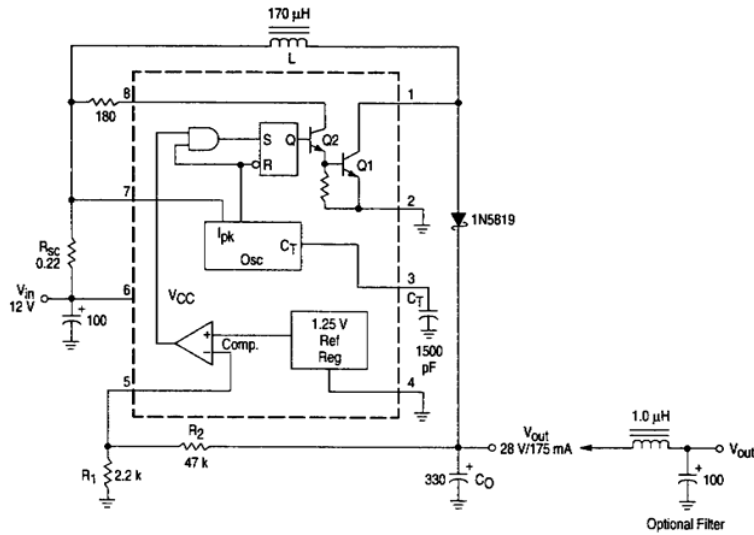 170 µH
L
8
1
180
S
Q
Q2
R
Q1
7
2
1N5819
Ipk
CT
Osc
Rsc
0.22
3
CT
Vin
12 V
6
VCC
100
1.25 V
Ref
Reg
1500
pF
Comp.
5
4
1.0 µH
R2
47 k
Vout
28 V/175 mA
Vout
R1
2.2 k
330
CO
100
Optional Filter